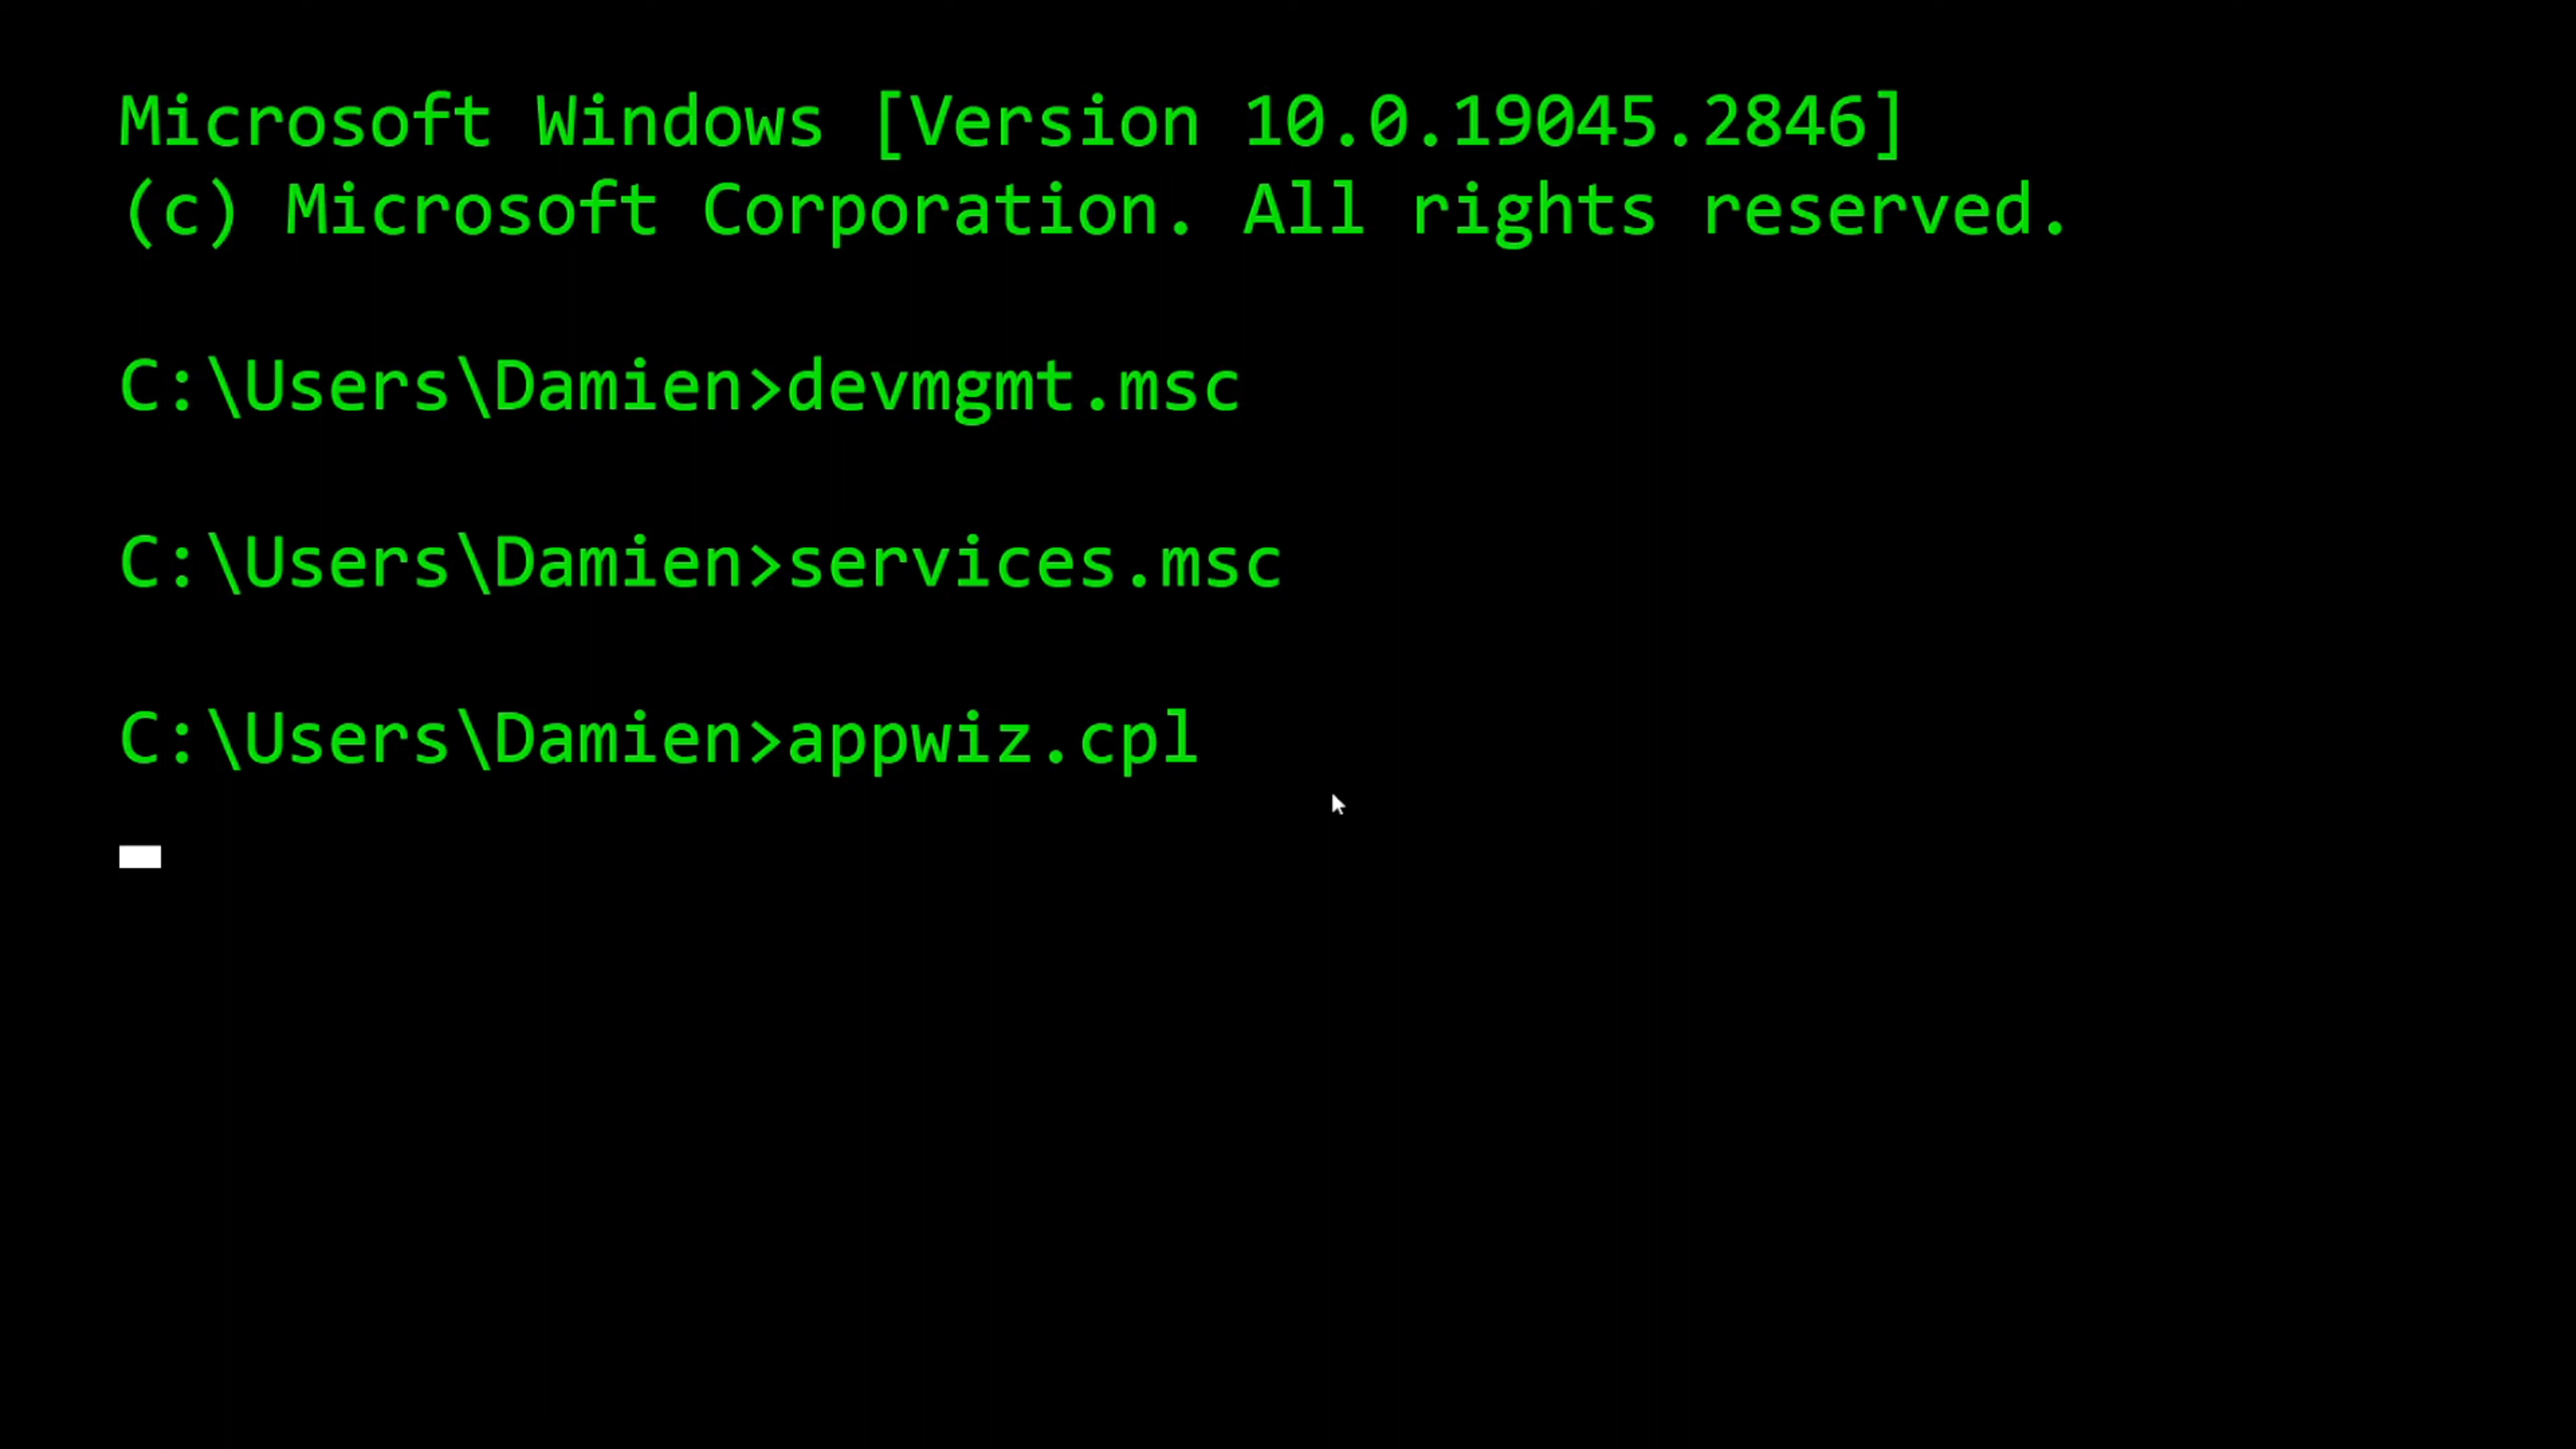 Microsoft Windows [Version 10.0.19045.2846]
(c) Microsoft Corporation. All rights reserved.
C:\Users\Damien>devmgmt.msc
C:\Users\Damien>services.msc
C:\Users\Damien>appwiz.cpl